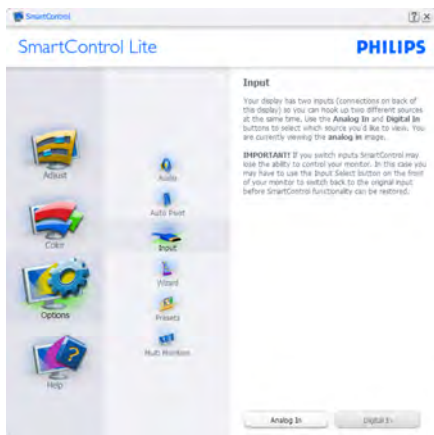 SmartControl
SmartControl Lite
PHILIPS
Adjust
Color
Options
Help
Audio
Auto Pivot
Input
Wizard
Presets
Multi Monitors
Input
Your display has two inputs (connections on back of
the display) so you can hook up two different sources
at the same time. Use the Analog In and Digital In
buttons to select which source you'd like to view. You
are currently viewing the analog in image.
IMPORTANT! If you switch inputs SmartControl may
lose the ability to control your monitor. In this case you
may have to use the Input Select button on the front
of your monitor to switch back to the original input
before SmartControl functionality can be restored.
Analog In
Digital In